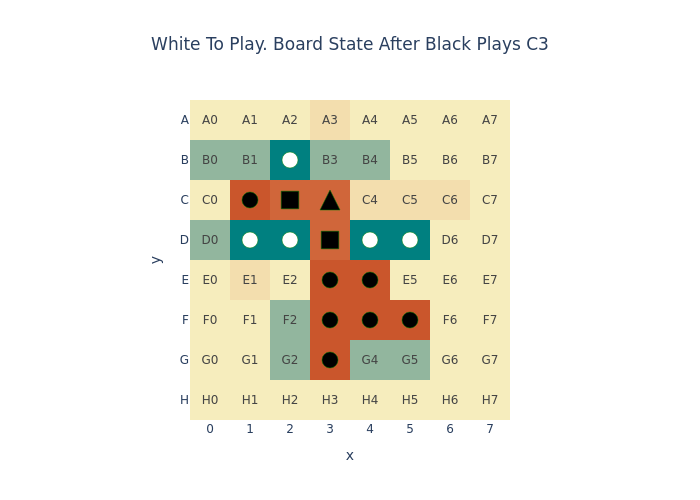 White To Play. Board State After Black Plays C3
A A0 A1 A2 A3 A4 A5 A6 A7
B B0 B1 B3 B4 B5 B6 B7
C C0 C4 C5 C6 C7
D D0 D6 D7
E E0 E1 E2 E5 E6 E7
F F0 F1 F2 F6 F7
G G0 G1 G2 G4 G5 G6 G7
H H0 H1 H2 H3 H4 H5 H6 H7
0 1 2 3 4 5 6 7
x
y